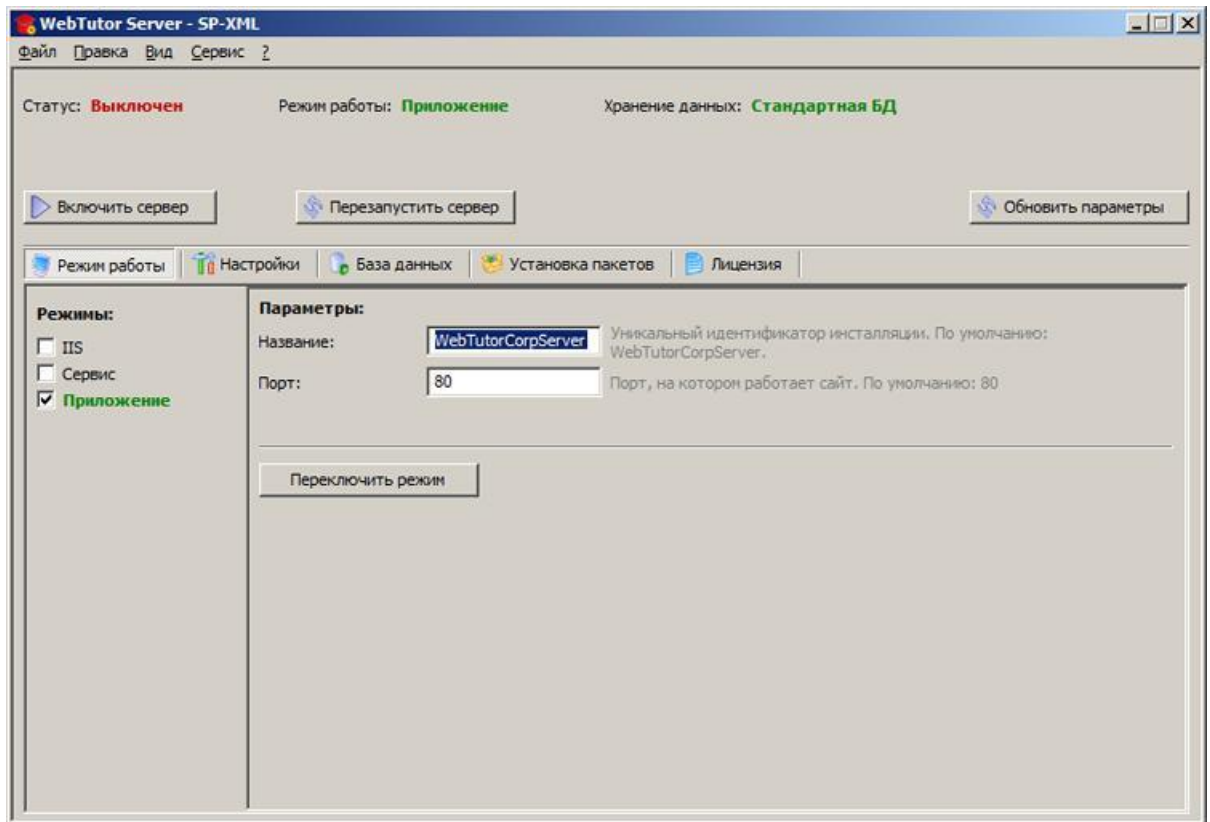 WebTutor Server - SP-XML
Файл Правка Вид Сервис ?
Статус: Выключен Режим работы: Приложение Хранение данных: Стандартная БД
Включить сервер Перезапустить сервер Обновить параметры
Режим работы Настройки База данных Установка пакетов Лицензия
Режимы:
IIS
Сервис
Приложение
Параметры:
Название: WebTutorCorpServer Уникальный идентификатор инсталляции. По умолчанию:
WebTutorCorpServer.
Порт: 80 Порт, на котором работает сайт. По умолчанию: 80
Переключить режим